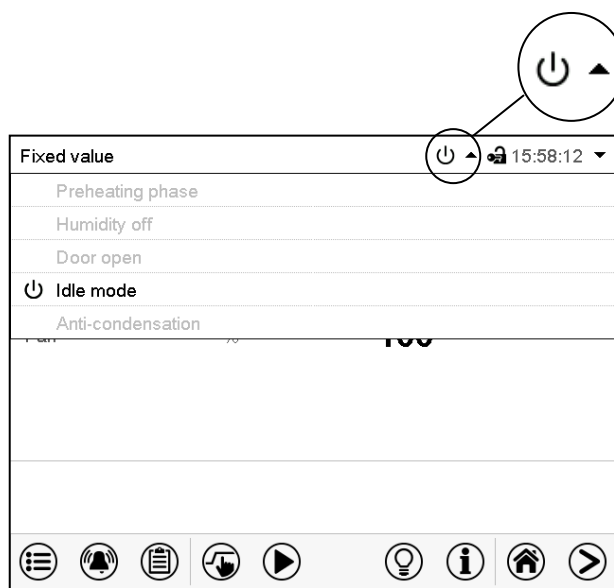 Fixed value 15:58:12
Preheating phase
Humidity off
Door open
Idle mode
Anti-condensation